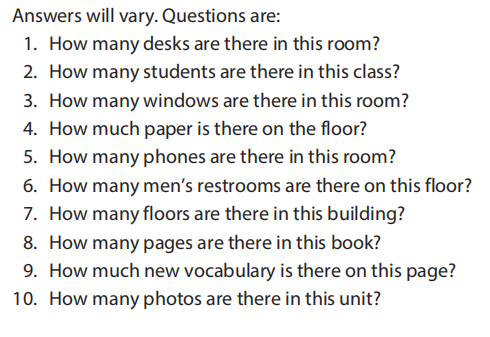 Answers will vary. Questions are:
1. How many desks are there in this room?
2. How many students are there in this class?
3. How many windows are there in this room?
4. How much paper is there on the floor?
5. How many phones are there in this room?
6. How many men’s restrooms are there on this floor?
7. How many floors are there in this building?
8. How many pages are there in this book?
9. How much new vocabulary is there on this page?
10. How many photos are there in this unit?